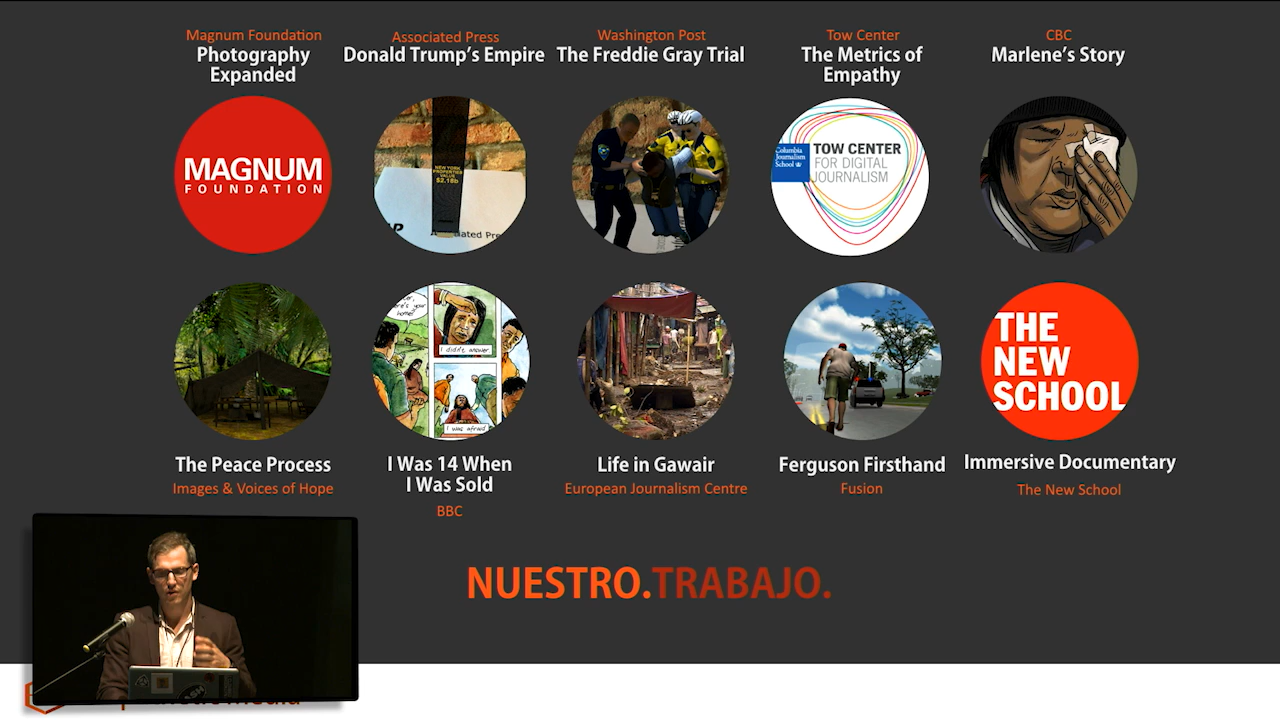 Magnum Foundation
Photography
Expanded
Associated Press
Donald Trump's Empire
Washington Post
The Freddie Gray Trial
Tow Center
The Metrics of
Empathy
CBC
Marlene's Story
MAGNUM
FOUNDATION
NEW YORK
PROPERTIES
VALUE
$2.18b
Columbia
Journalism
School
TOW CENTER
FOR DIGITAL
JOURNALISM
I didn't answer
I was afraid
THE
NEW
SCHOOL
The Peace Process
Images & Voices of Hope
I Was 14 When
I Was Sold
BBC
Life in Gawair
European Journalism Centre
Ferguson Firsthand
Fusion
Immersive Documentary
The New School
NUESTRO.TRABAJO.